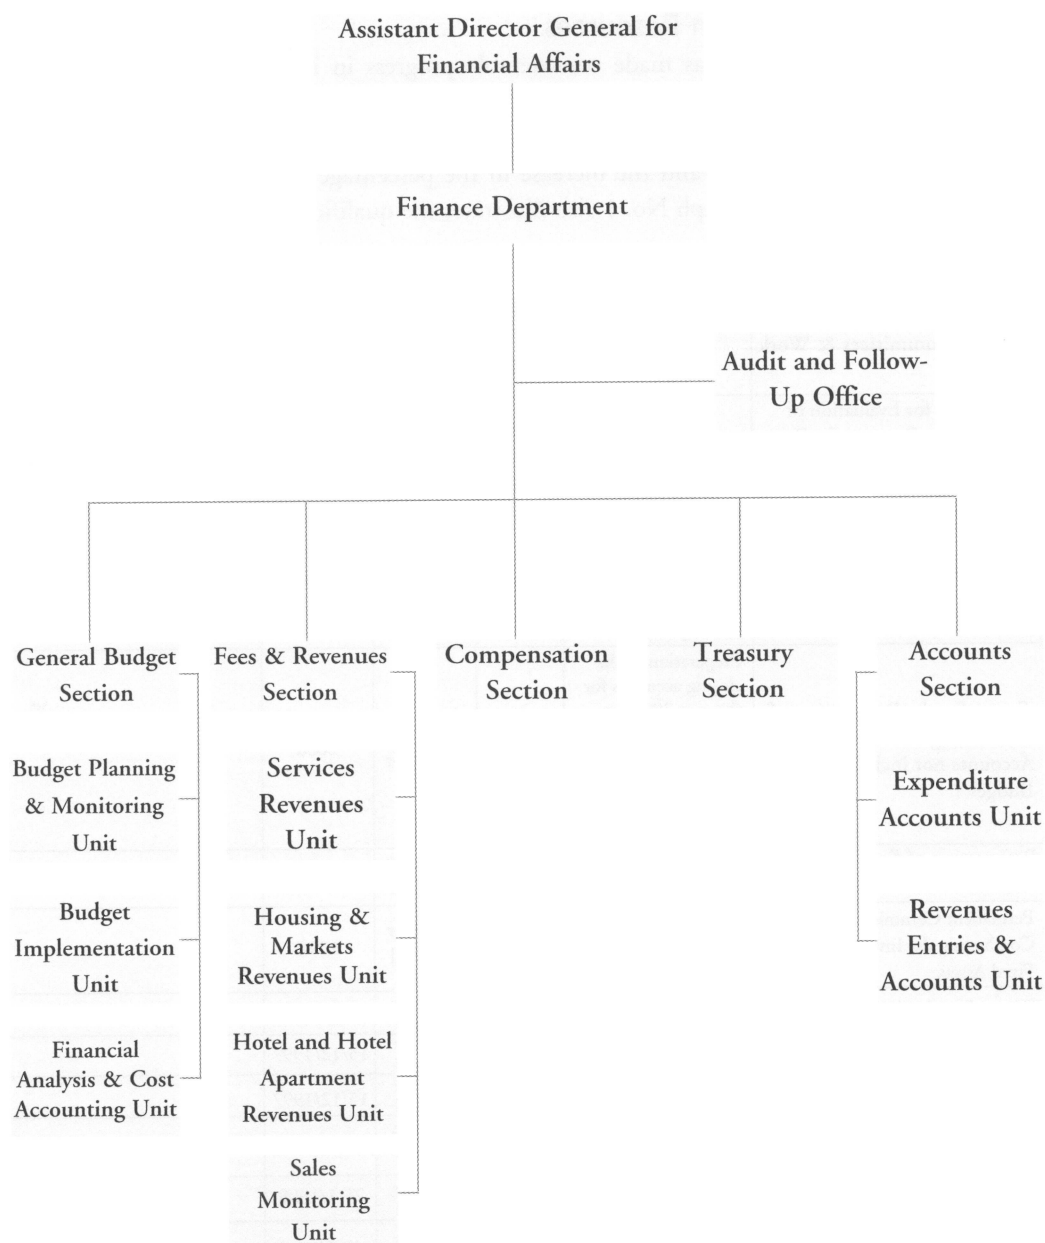 Assistant Director General for
Financial Affairs
Finance Department
Audit and Follow-
Up Office
General Budget
Section
Fees & Revenues
Section
Compensation
Section
Treasury
Section
Accounts
Section
Budget Planning
& Monitoring
Unit
Budget
Implementation
Unit
Financial
Analysis & Cost
Accounting Unit
Services
Revenues
Unit
Housing &
Markets
Revenues Unit
Hotel and Hotel
Apartment
Revenues Unit
Sales
Monitoring
Unit
Expenditure
Accounts Unit
Revenues
Entries &
Accounts Unit